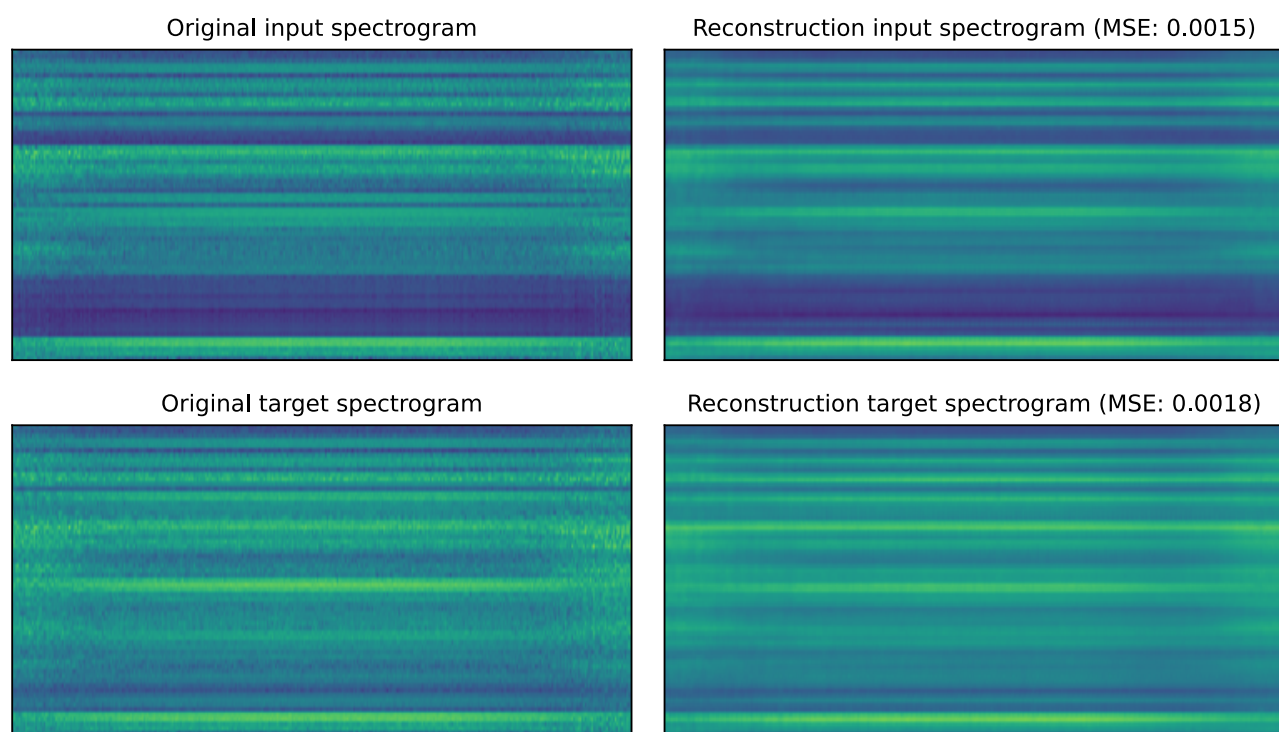 Original input spectrogram
Reconstruction input spectrogram (MSE: 0.0015)
Original target spectrogram
Reconstruction target spectrogram (MSE: 0.0018)